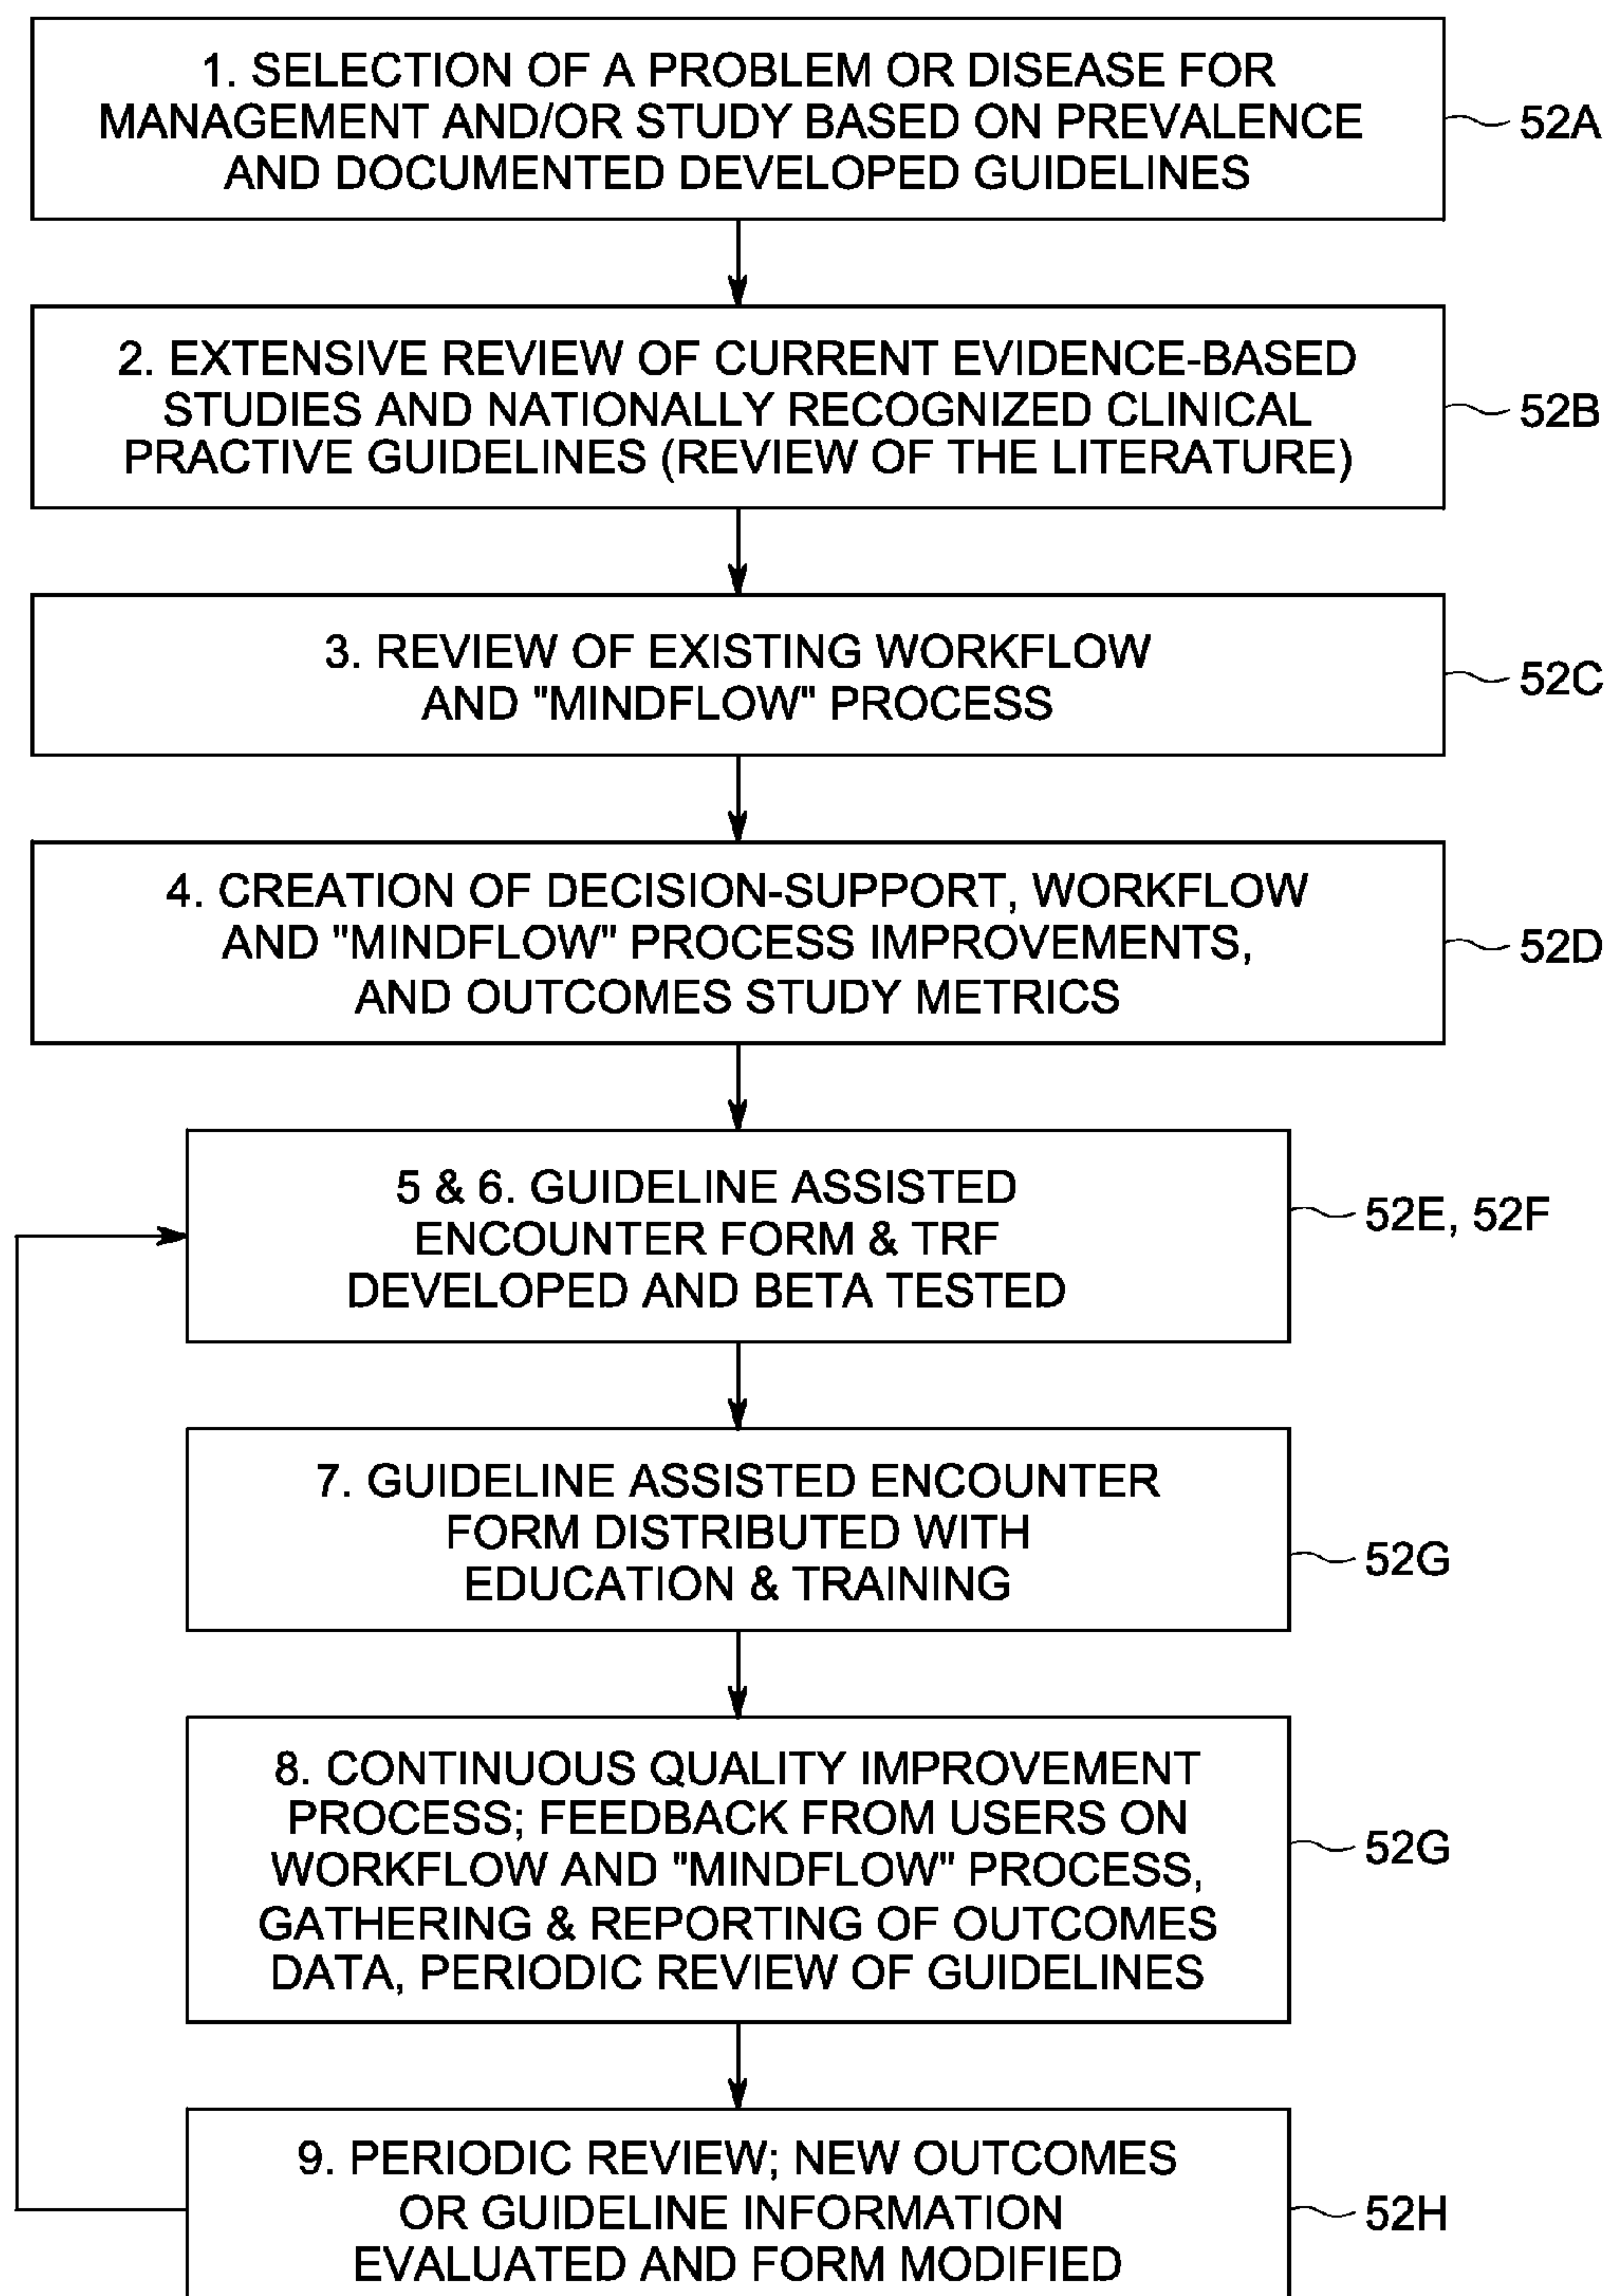 1. SELECTION OF A PROBLEM OR DISEASE FOR
MANAGEMENT AND/OR STUDY BASED ON PREVALENCE
AND DOCUMENTED DEVELOPED GUIDELINES
52A
2. EXTENSIVE REVIEW OF CURRENT EVIDENCE-BASED
STUDIES AND NATIONALLY RECOGNIZED CLINICAL
PRACTIVE GUIDELINES (REVIEW OF THE LITERATURE)
52B
3. REVIEW OF EXISTING WORKFLOW
AND "MINDFLOW" PROCESS
52C
4. CREATION OF DECISION-SUPPORT, WORKFLOW
AND "MINDFLOW" PROCESS IMPROVEMENTS,
AND OUTCOMES STUDY METRICS
52D
5 & 6. GUIDELINE ASSISTED
ENCOUNTER FORM & TRF
DEVELOPED AND BETA TESTED
52E, 52F
7. GUIDELINE ASSISTED ENCOUNTER
FORM DISTRIBUTED WITH
EDUCATION & TRAINING
52G
8. CONTINUOUS QUALITY IMPROVEMENT
PROCESS; FEEDBACK FROM USERS ON
WORKFLOW AND "MINDFLOW" PROCESS,
GATHERING & REPORTING OF OUTCOMES
DATA, PERIODIC REVIEW OF GUIDELINES
52G
9. PERIODIC REVIEW; NEW OUTCOMES
OR GUIDELINE INFORMATION
EVALUATED AND FORM MODIFIED
52H